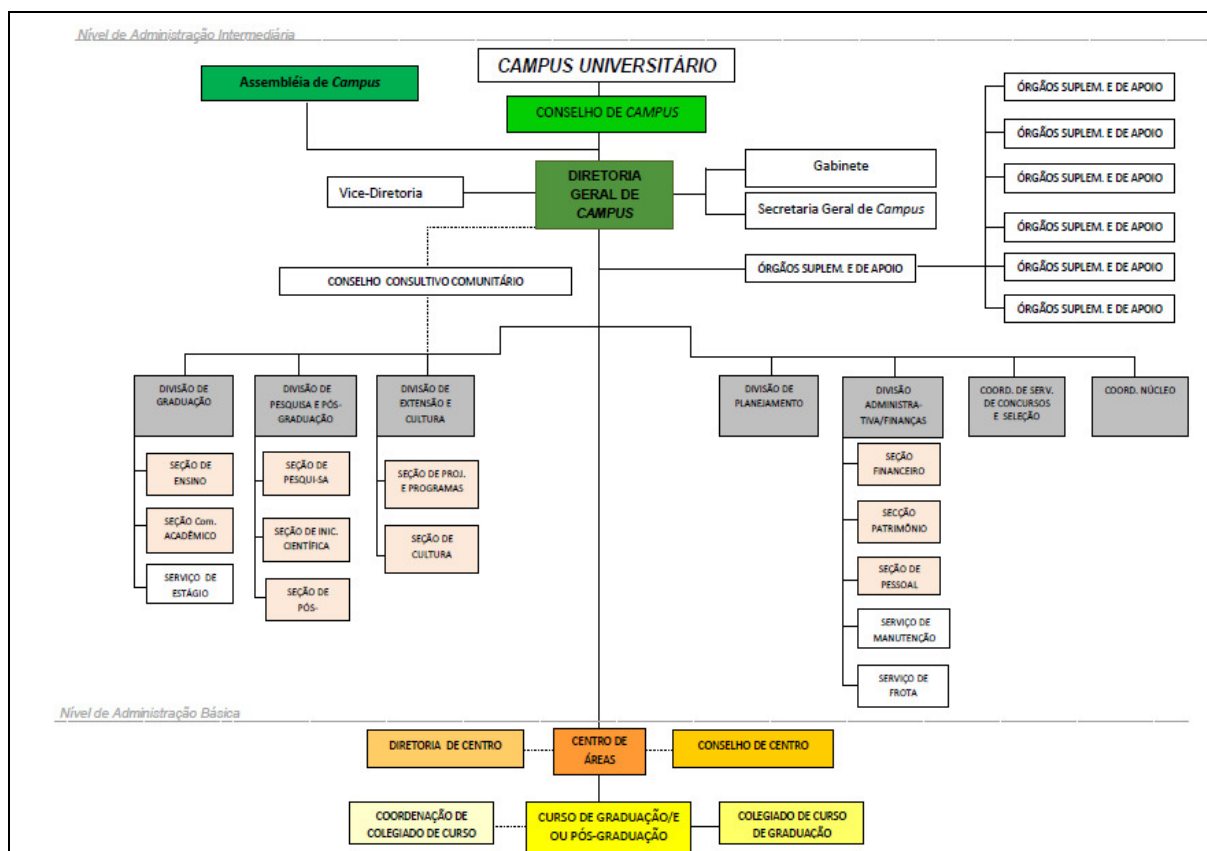 Nível de Administração Intermediária
CAMPUS UNIVERSITÁRIO
Assembléia de Campus
CONSELHO DE CAMPUS
ÓRGÃOS SUPLEM. E DE APOIO
ÓRGÃOS SUPLEM. E DE APOIO
ÓRGÃOS SUPLEM. E DE APOIO
ÓRGÃOS SUPLEM. E DE APOIO
ÓRGÃOS SUPLEM. E DE APOIO
ÓRGÃOS SUPLEM. E DE APOIO
Vice-Diretoria
DIRETORIA
GERAL DE
CAMPUS
Gabinete
Secretaria Geral de Campus
CONSELHO CONSULTIVO COMUNITÁRIO
ÓRGÃOS SUPLEM. E DE APOIO
DIVISÃO DE
GRADUAÇÃO
DIVISÃO DE
PESQUISA E PÓS-
GRADUAÇÃO
DIVISÃO DE
EXTENSÃO E
CULTURA
DIVISÃO DE
PLANEJAMENTO
DIVISÃO
ADMINISTRA-
TIVA/FINANÇAS
COORD. DE SERV.
DE CONCURSOS
E SELEÇÃO
COORD. NÚCLEO
SEÇÃO DE
ENSINO
SEÇÃO Com.
ACADÊMICO
SERVIÇO DE
ESTÁGIO
SEÇÃO DE
PESQUI-SA
SEÇÃO DE INIC.
CIENTÍFICA
SEÇÃO DE
PÓS-
SEÇÃO DE PROJ.
E PROGRAMAS
SEÇÃO DE
CULTURA
SEÇÃO
FINANCEIRO
SECÇÃO
PATRIMÔNIO
SEÇÃO DE
PESSOAL
SERVIÇO DE
MANUTENÇÃO
SERVIÇO DE
FROTA
Nível de Administração Básica
DIRETORIA DE CENTRO
CENTRO DE
ÁREAS
CONSELHO DE CENTRO
COORDENAÇÃO DE
COLEGIADO DE CURSO
CURSO DE GRADUAÇÃO/E
OU PÓS-GRADUAÇÃO
COLEGIADO DE CURSO
DE GRADUAÇÃO